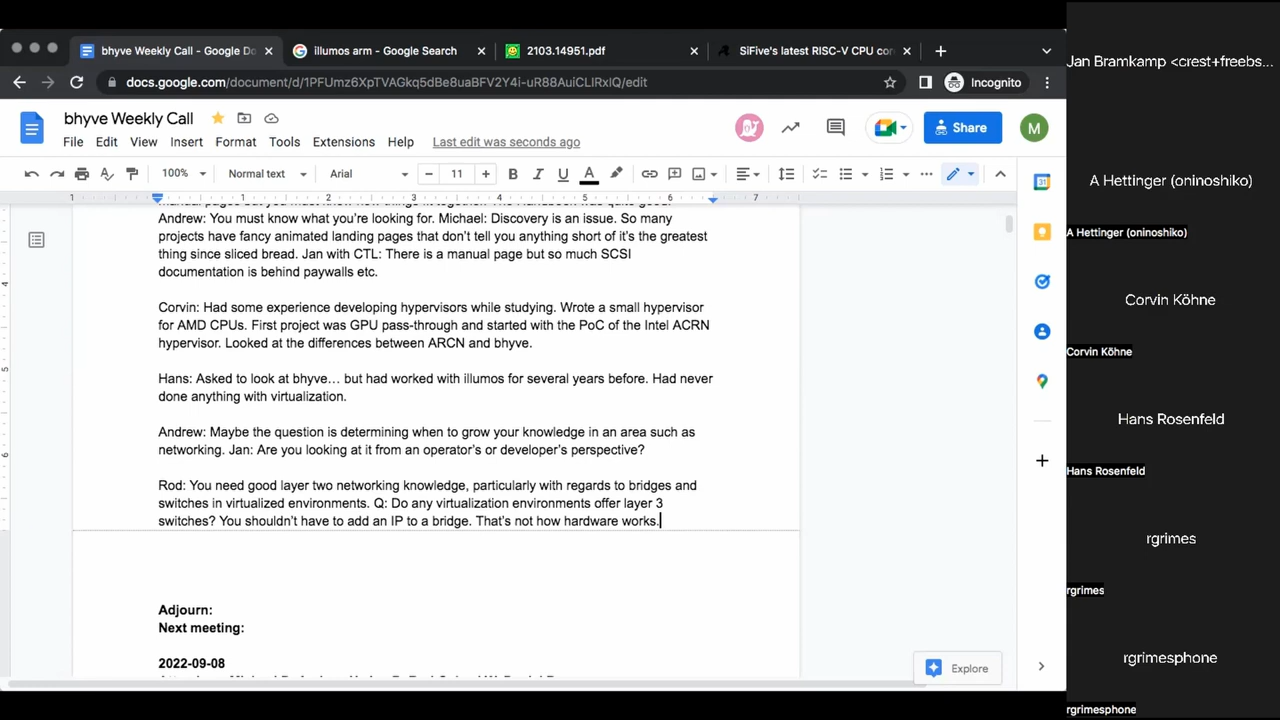 bhyve Weekly Call - Google Do
illumos arm - Google Search
2103.14951.pdf
SiFive's latest RISC-V CPU cor
docs.google.com/document/d/1PFUmz6XpTVAGkq5dBe8uaBFV2Y4i-uR88AuiCLlRxIQ/edit
Incognito
bhyve Weekly Call
File Edit View Insert Format Tools Extensions Help Last edit was seconds ago
Share
M
100% Normal text Arial 11
1 1 2 3 4 5 6 7
Andrew: You must know what you're looking for. Michael: Discovery is an issue. So many
projects have fancy animated landing pages that don't tell you anything short of it's the greatest
thing since sliced bread. Jan with CTL: There is a manual page but so much SCSI
documentation is behind paywalls etc.
Corvin: Had some experience developing hypervisors while studying. Wrote a small hypervisor
for AMD CPUs. First project was GPU pass-through and started with the PoC of the Intel ACRN
hypervisor. Looked at the differences between ARCN and bhyve.
Hans: Asked to look at bhyve… but had worked with illumos for several years before. Had never
done anything with virtualization.
Andrew: Maybe the question is determining when to grow your knowledge in an area such as
networking. Jan: Are you looking at it from an operator's or developer's perspective?
Rod: You need good layer two networking knowledge, particularly with regards to bridges and
switches in virtualized environments. Q: Do any virtualization environments offer layer 3
switches? You shouldn't have to add an IP to a bridge. That's not how hardware works.
Adjourn:
Next meeting:
2022-09-08
Explore
4
5
6
31
Jan Bramkamp <crest+freebs...
A Hettinger (oninoshiko)
A Hettinger (oninoshiko)
Corvin Köhne
Corvin Köhne
Hans Rosenfeld
Hans Rosenfeld
rgrimes
rgrimes
rgrimesphone
rgrimesphone